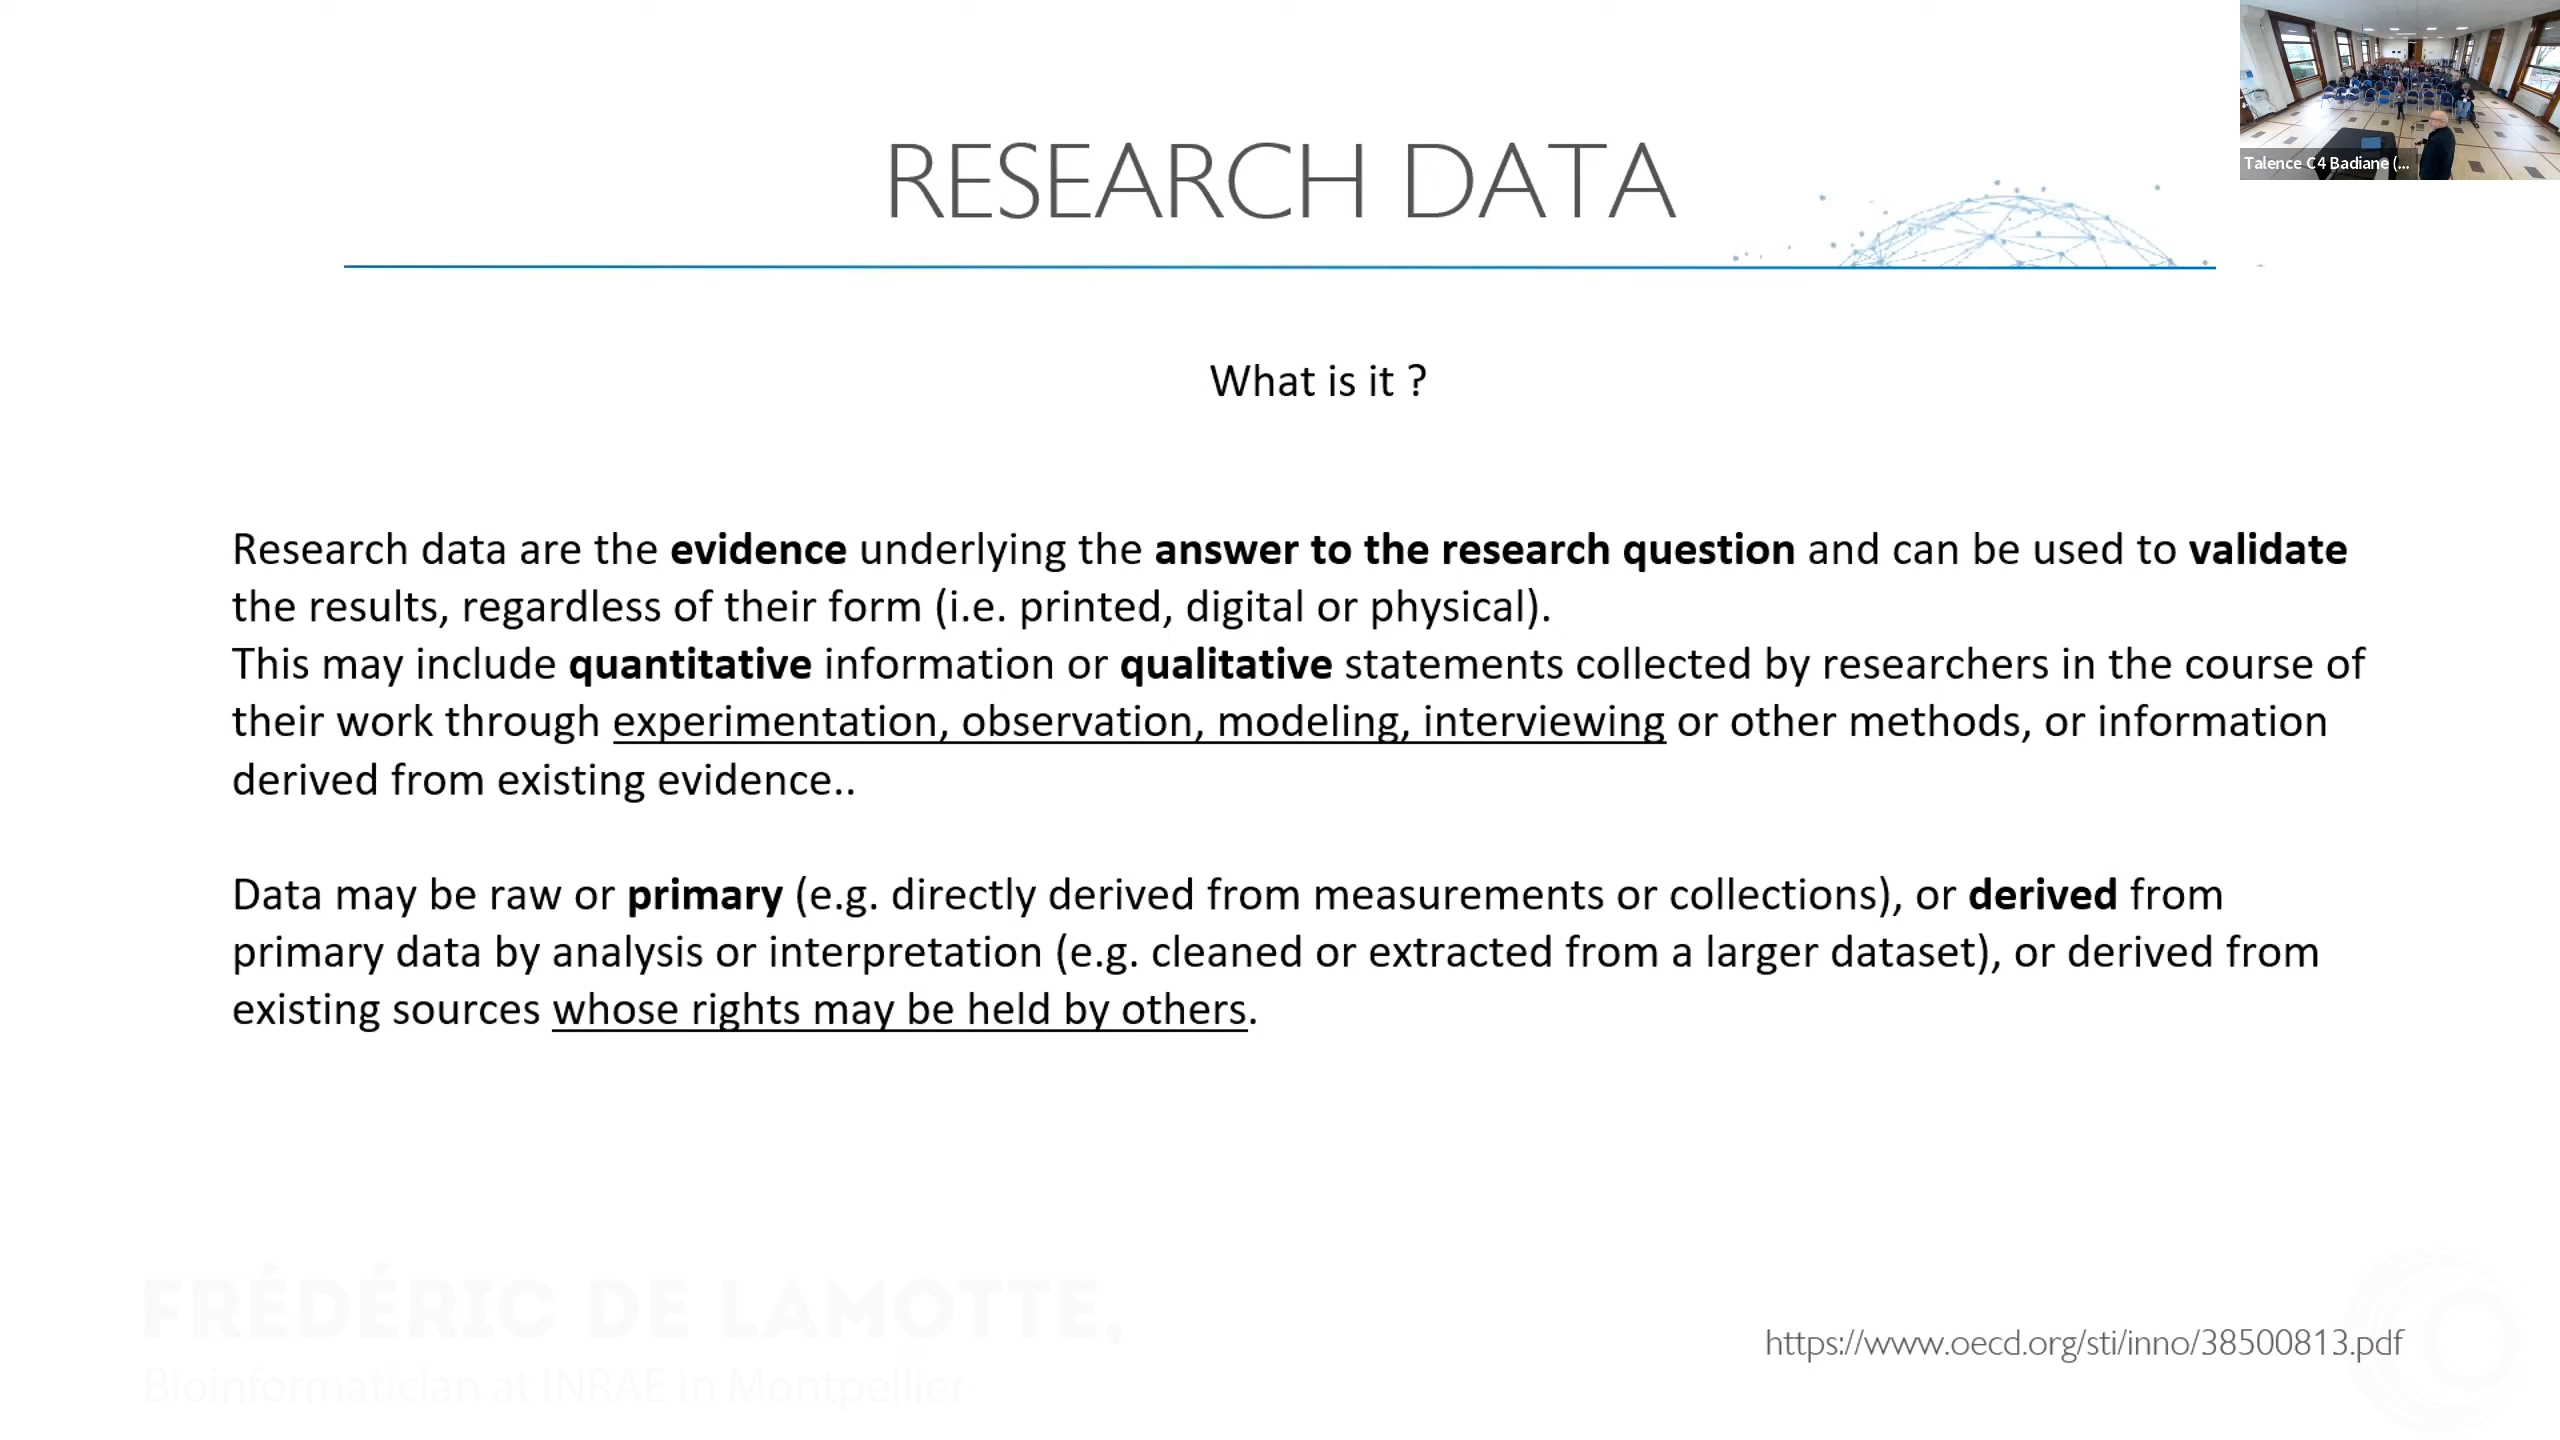 RESEARCH DATA
Talence C4 Badiane (...
What is it ?
Research data are the evidence underlying the answer to the research question and can be used to validate
the results, regardless of their form (i.e. printed, digital or physical).
This may include quantitative information or qualitative statements collected by researchers in the course of
their work through experimentation, observation, modeling, interviewing or other methods, or information
derived from existing evidence..
Data may be raw or primary (e.g. directly derived from measurements or collections), or derived from
primary data by analysis or interpretation (e.g. cleaned or extracted from a larger dataset), or derived from
existing sources whose rights may be held by others.
FRÉDÉRIC DE LAMOTTE,
Bioinformatician at INRAE in Montpellier
https://www.oecd.org/sti/inno/38500813.pdf